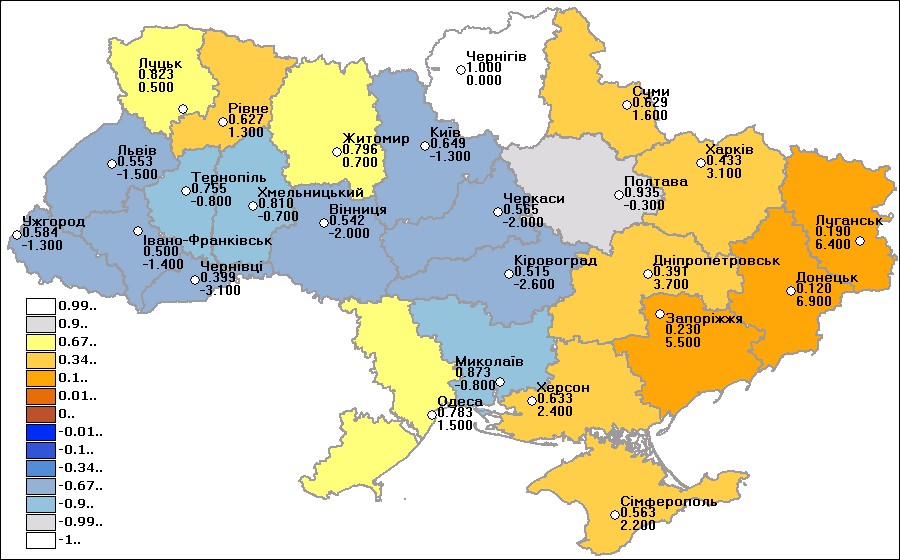 Чернігів
1.000
0.000
Луцьк
0.823
0.500
Суми
0.629
1.600
Рівне
0.627
1.300
Київ
0.649
-1.300
Житомир
0.796
0.700
Харків
0.433
3.100
Львів
0.553
-1.500
Тернопіль
0.755
-0.800
Хмельницький
0.810
-0.700
Полтава
0.935
-0.300
Черкаси
0.565
-2.000
Вінниця
0.542
-2.000
Луганськ
0.190
6.400
Ужгород
0.584
-1.300
Івано-Франківськ
0.500
-1.400
Чернівці
0.399
-3.100
Кіровоград
0.515
-2.600
Дніпропетровськ
0.391
3.700
Донецьк
0.120
6.900
Запоріжжя
0.230
5.500
Миколаїв
0.873
-0.800
Херсон
0.633
2.400
Одеса
0.783
1.500
Сімферополь
0.563
2.200
0.99..
0.9..
0.67..
0.34..
0.1..
0.01..
0..
-0.01..
-0.1..
-0.34..
-0.67..
-0.9..
-0.99..
-1..